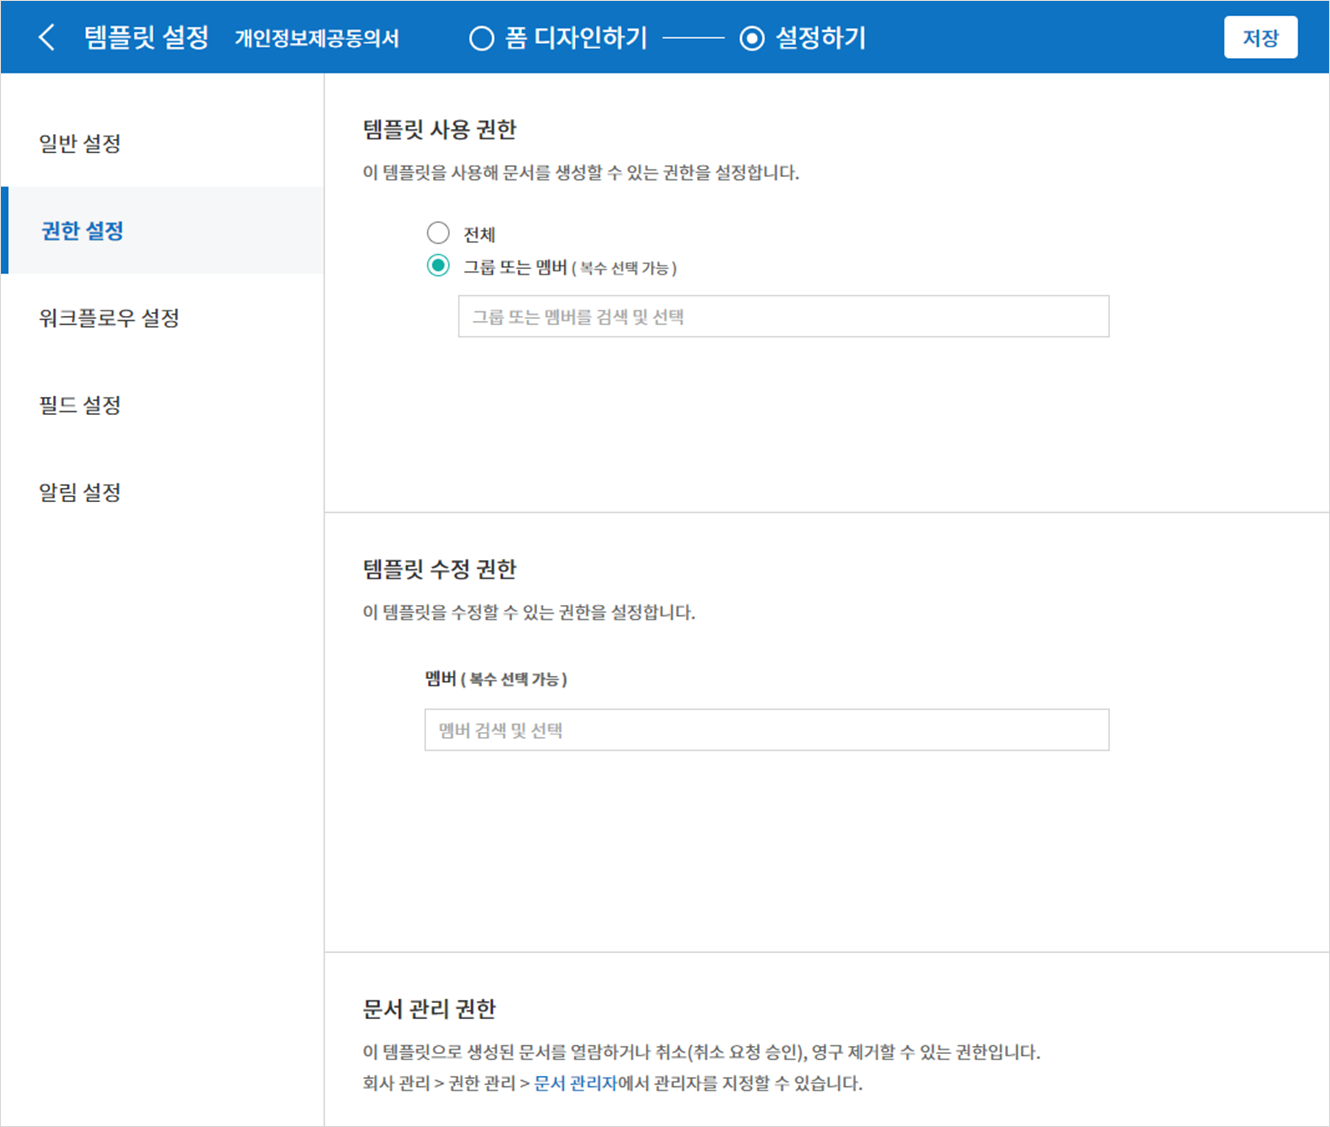 템플릿 설정 개인정보제공동의서 폼 디자인하기 설정하기 저장
일반 설정
권한 설정
워크플로우 설정
필드 설정
알림 설정
템플릿 사용 권한
이 템플릿을 사용해 문서를 생성할 수 있는 권한을 설정합니다.
전체
그룹 또는 멤버 ( 복수 선택 가능 )
그룹 또는 멤버를 검색 및 선택
템플릿 수정 권한
이 템플릿을 수정할 수 있는 권한을 설정합니다.
멤버 ( 복수 선택 가능 )
멤버 검색 및 선택
문서 관리 권한
이 템플릿으로 생성된 문서를 열람하거나 취소(취소 요청 승인), 영구 제거할 수 있는 권한입니다.
회사 관리 > 권한 관리 > 문서 관리자에서 관리자를 지정할 수 있습니다.